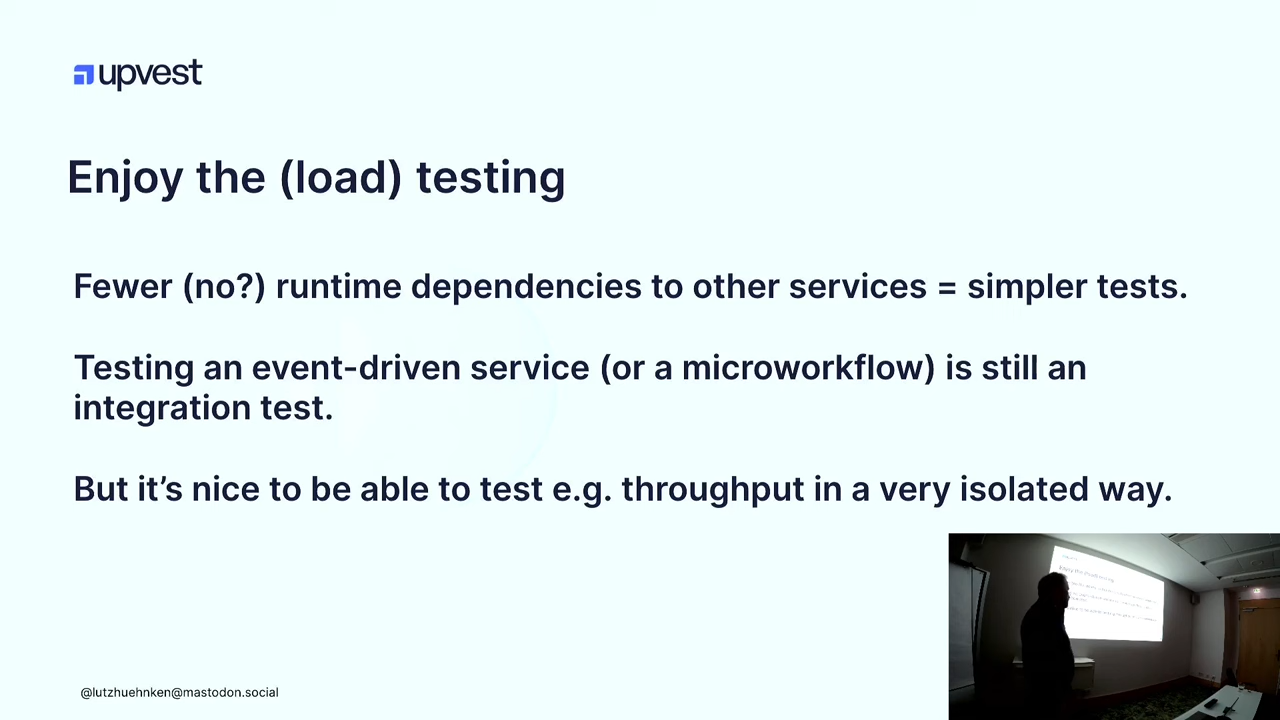 upvest
Enjoy the (load) testing
Fewer (no?) runtime dependencies to other services = simpler tests.
Testing an event-driven service (or a microworkflow) is still an
integration test.
But it’s nice to be able to test e.g. throughput in a very isolated way.
@lutzhuehnken@mastodon.social